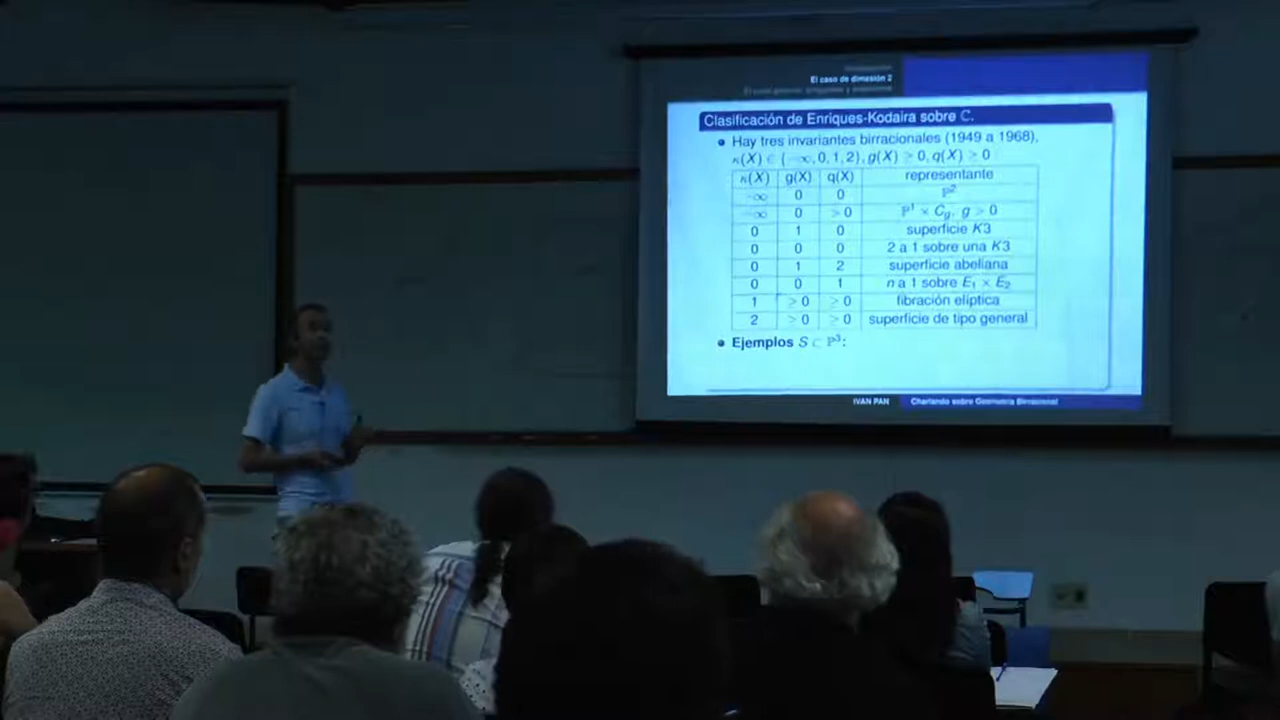 El caso de dimesión 2
Clasificación de Enriques-Kodaira sobre ℂ.
Hay tres invariantes birracionales (1949 a 1968),
κ(X) ∈ {−∞, 0, 1, 2}, g(X) ≥ 0, q(X) ≥ 0
κ(X) g(X) q(X) representante
−∞ 0 0 ℙ²
−∞ 0 > 0 ℙ¹ × C_g, g > 0
0 1 0 superficie K3
0 0 0 2 a 1 sobre una K3
0 1 2 superficie abeliana
0 0 1 n a 1 sobre E₁ × E₂
1 ≥ 0 ≥ 0 fibración elíptica
2 ≥ 0 ≥ 0 superficie de tipo general
Ejemplos S ⊂ ℙ³:
IVAN PAN Charlando sobre Geometría Birracional